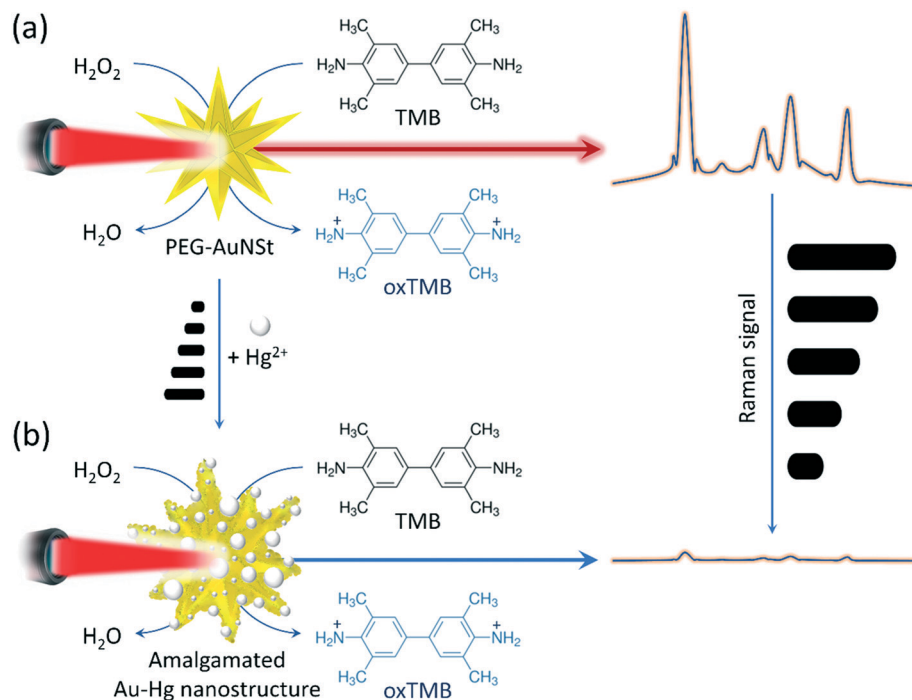 (a)
H₂O₂
CH₃
H₃C
H₂N
NH₂
CH₃
H₃C
TMB
H₂O
PEG-AuNSt
CH₃
H₃C
H₂N⁺
NH₂⁺
CH₃
H₃C
oxTMB
+ Hg²⁺
Raman signal
(b)
H₂O₂
CH₃
H₃C
H₂N
NH₂
CH₃
H₃C
TMB
H₂O
Amalgamated
Au-Hg nanostructure
CH₃
H₃C
H₂N⁺
NH₂⁺
CH₃
H₃C
oxTMB